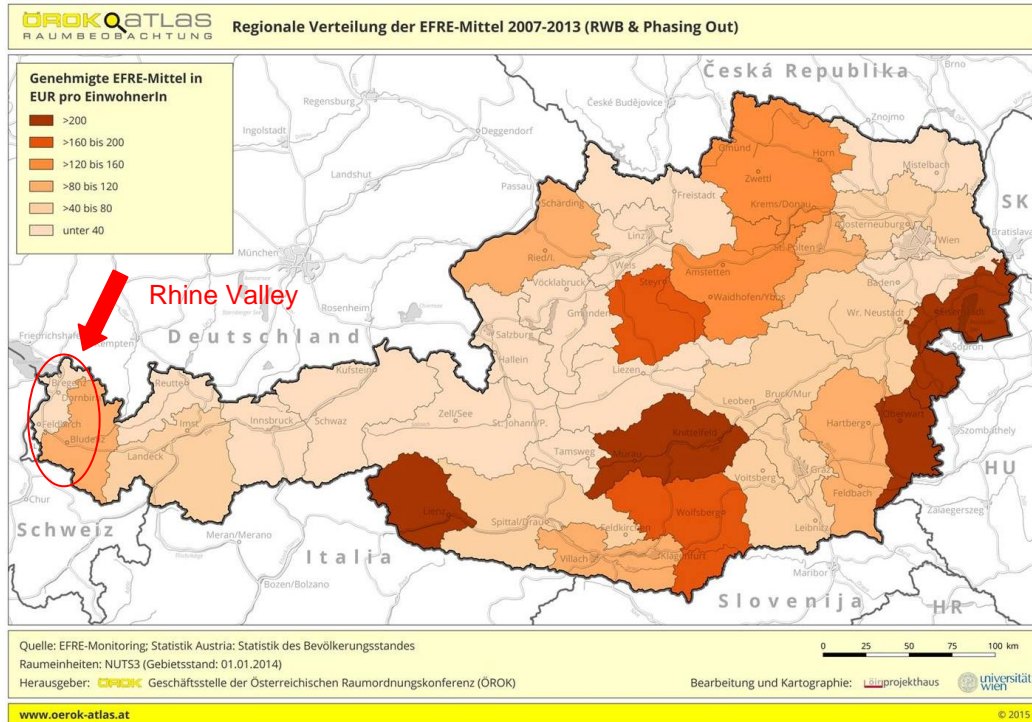 ÖROK ATLAS
RAUMBEOBACHTUNG
Regionale Verteilung der EFRE-Mittel 2007-2013 (RWB & Phasing Out)
Genehmigte EFRE-Mittel in
EUR pro EinwohnerIn
>200
>160 bis 200
>120 bis 160
>80 bis 120
>40 bis 80
unter 40
Rhine Valley
Česká Republika
Brno
Regensburg
České Budějovice
Znojmo
Ingolstadt
Deggendorf
Gmünd
Horn
Mistelbach
Landshut
Passau
Zwettl
Freistadt
Krems/Donau
SK
Schärding
Linz
Klosterneuburg
Bratislava
München
Ried/I.
Wels
St. Pölten
Wien
Amstetten
Steyr
Vöcklabruck
Waidhofen/Ybbs
Baden
Rosenheim
Gmunden
Wr. Neustadt
Eisenstadt
Friedrichshafen
Kempten
Deutschland
Salzburg
Sopron
Hallein
Kufstein
Liezen
Bregenz
Reutte
Dornbirn
Bruck/Mur
Leoben
Feldkirch
Imst
Innsbruck
Schwaz
Zell/See
St. Johann/P.
Hartberg
Oberwart
Knittelfeld
Szombathely
Bludenz
Landeck
Tamsweg
Murau
Graz
Voitsberg
HU
Chur
Lienz
Wolfsberg
Feldbach
Spittal/Drau
Feldkirchen
Leibnitz
Zalaegerszeg
Schweiz
Meran/Merano
Italia
Villach
Klagenfurt
Maribor
Bozen/Bolzano
Slovenija
HR
Quelle: EFRE-Monitoring; Statistik Austria: Statistik des Bevölkerungsstandes
0 25 50 75 100 km
Raumeinheiten: NUTS3 (Gebietsstand: 01.01.2014)
Herausgeber: ÖROK Geschäftsstelle der Österreichischen Raumordnungskonferenz (ÖROK)
Bearbeitung und Kartographie: projekthaus universität wien
www.oerok-atlas.at
© 2015